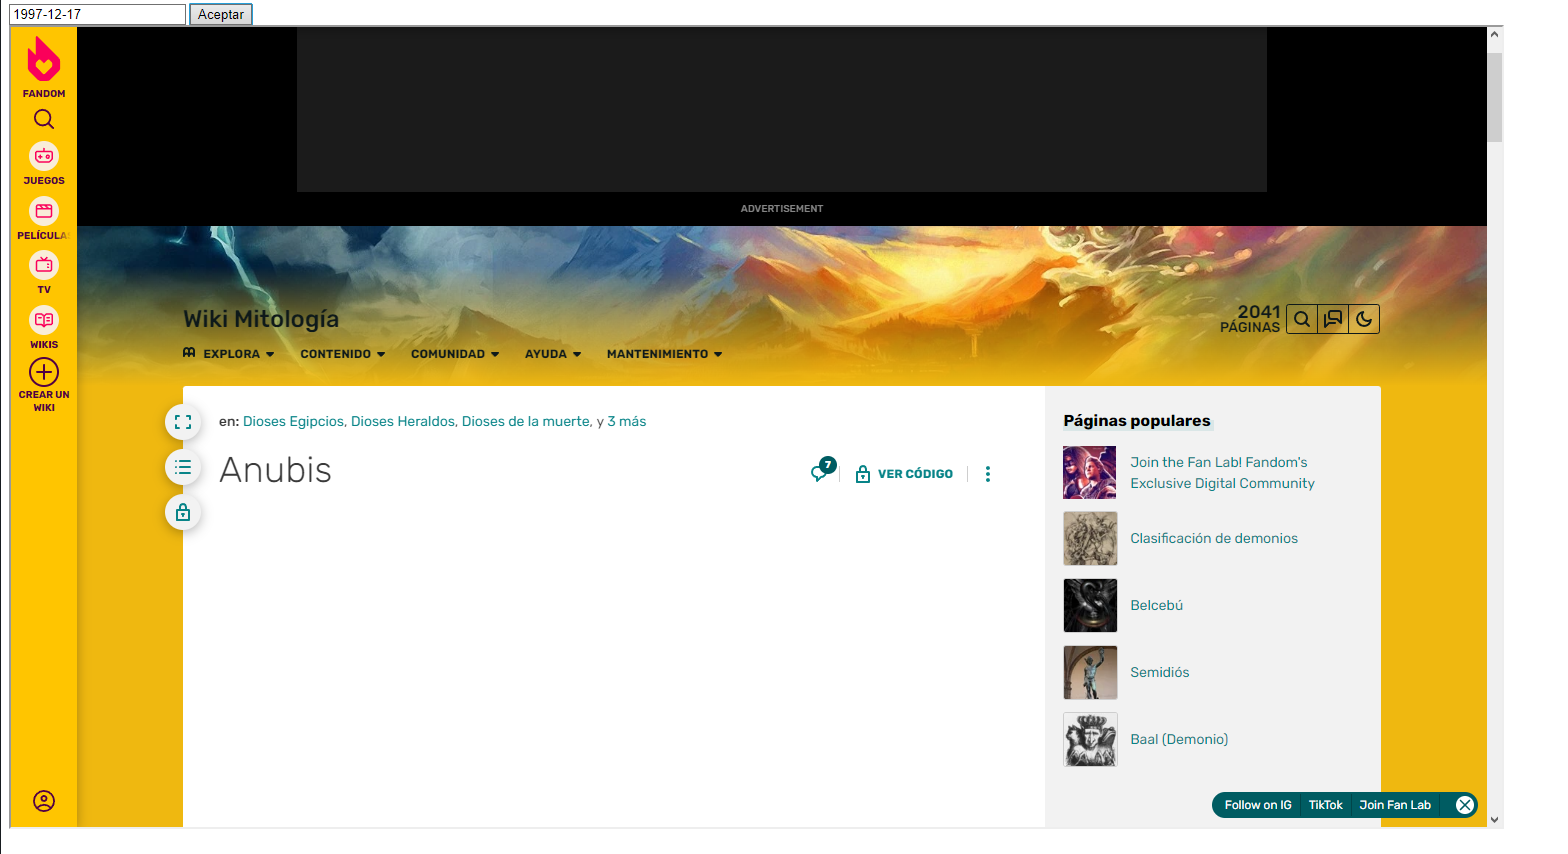 1997-12-17 Aceptar
FANDOM
JUEGOS
PELÍCULAS
TV
WIKIS
CREAR UN
WIKI
ADVERTISEMENT
Wiki Mitología
2041
PÁGINAS
EXPLORA CONTENIDO COMUNIDAD AYUDA MANTENIMIENTO
en: Dioses Egipcios, Dioses Heraldos, Dioses de la muerte, y 3 más
Anubis
7
VER CÓDIGO
Páginas populares
Join the Fan Lab! Fandom's
Exclusive Digital Community
Clasificación de demonios
Belcebú
Semidiós
Baal (Demonio)
Follow on IG TikTok Join Fan Lab